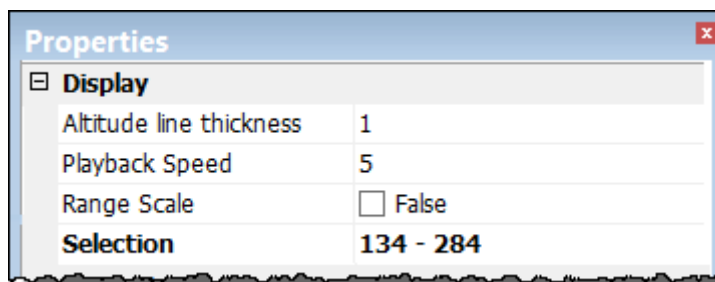 Properties
Display
Altitude line thickness 1
Playback Speed 5
Range Scale False
Selection 134 - 284